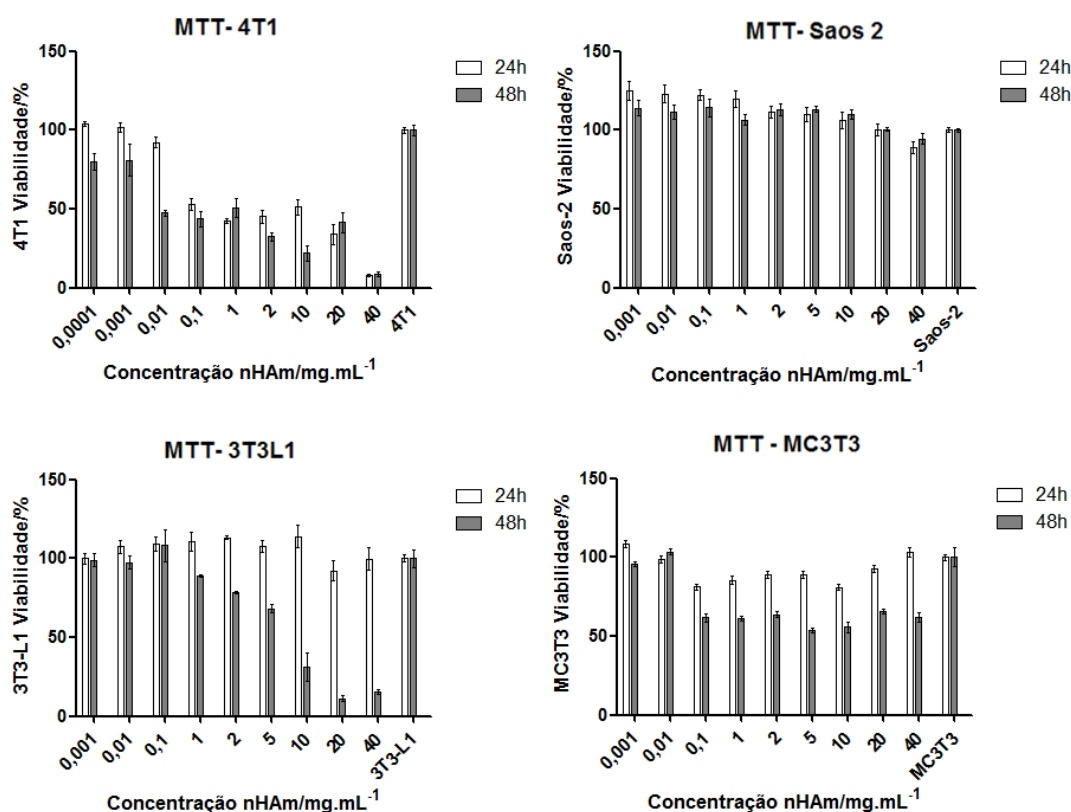 MTT- 4T1
150
100
50
0
4T1 Viabilidade/%
24h
48h
0,0001 0,001 0,01 0,1 1 2 10 20 40 4T1
Concentração nHAm/mg.mL⁻¹
MTT- Saos 2
150
100
50
0
Saos-2 Viabilidade/%
24h
48h
0,001 0,01 0,1 1 2 5 10 20 40 Saos-2
Concentração nHAm/mg.mL⁻¹
MTT- 3T3L1
150
100
50
0
3T3-L1 Viabilidade/%
24h
48h
0,001 0,01 0,1 1 2 5 10 20 40 3T3-L1
Concentração nHAm/mg.mL⁻¹
MTT - MC3T3
150
100
50
0
MC3T3 Viabilidade/%
24h
48h
0,001 0,01 0,1 1 2 5 10 20 40 MC3T3
Concentração nHAm/mg.mL⁻¹